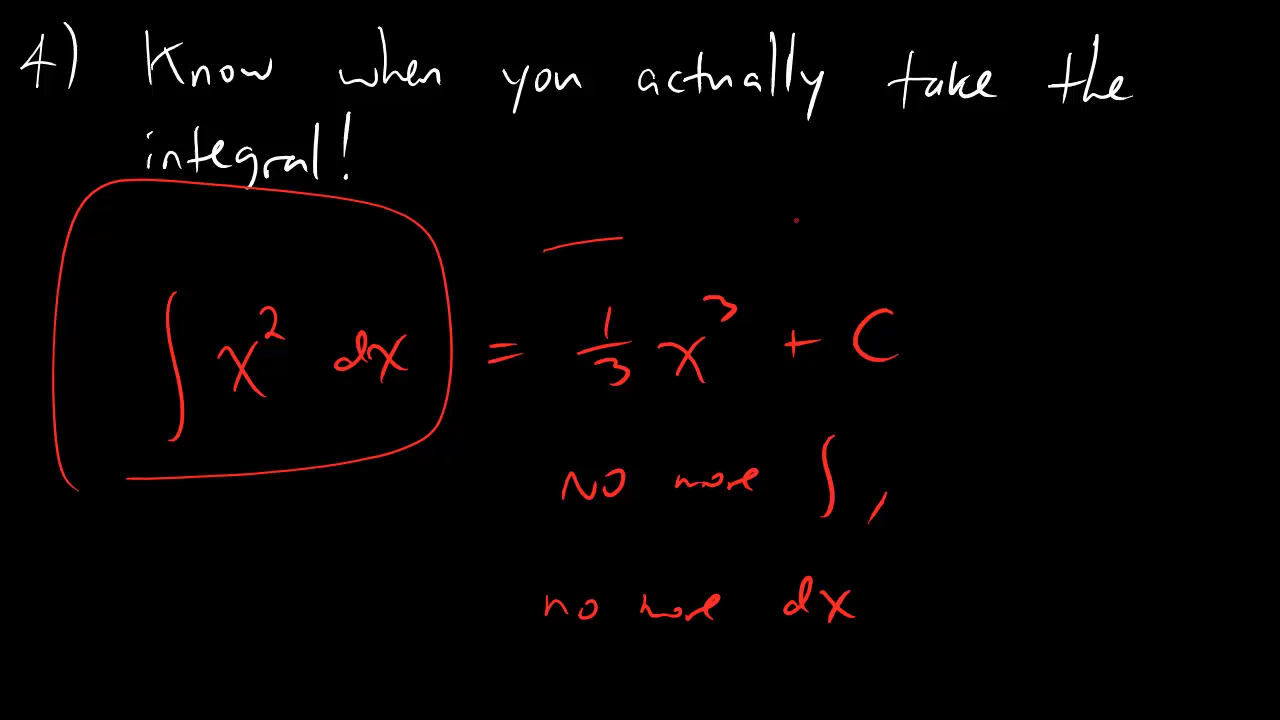 4) Know when you actually take the
integral!
∫ x² dx = 1/3 x³ + C
NO more ∫,
no more dx